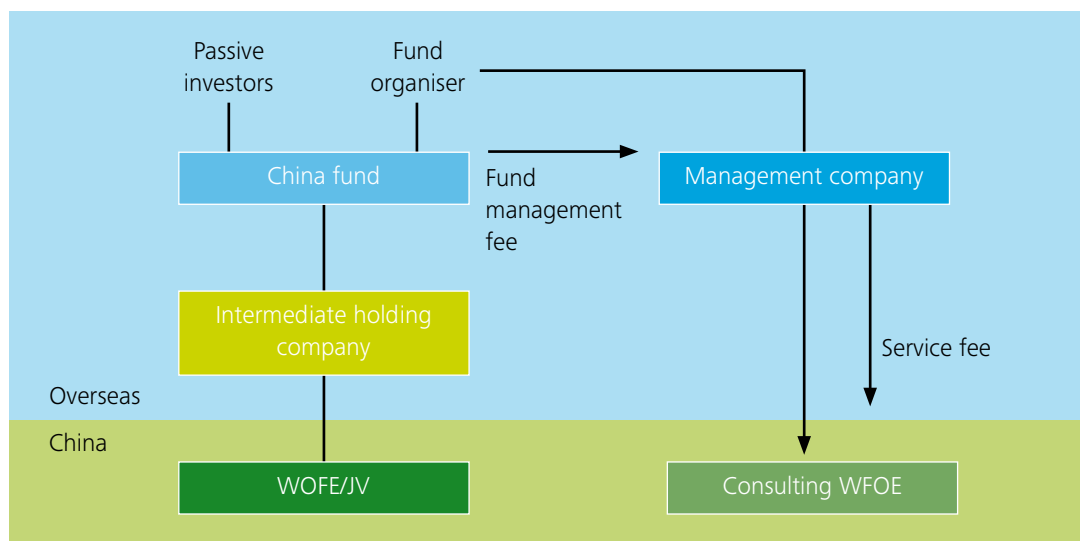 Passive
investors
Fund
organiser
China fund
Fund
management
fee
Management company
Intermediate holding
company
Service fee
Overseas
China
WOFE/JV
Consulting WFOE